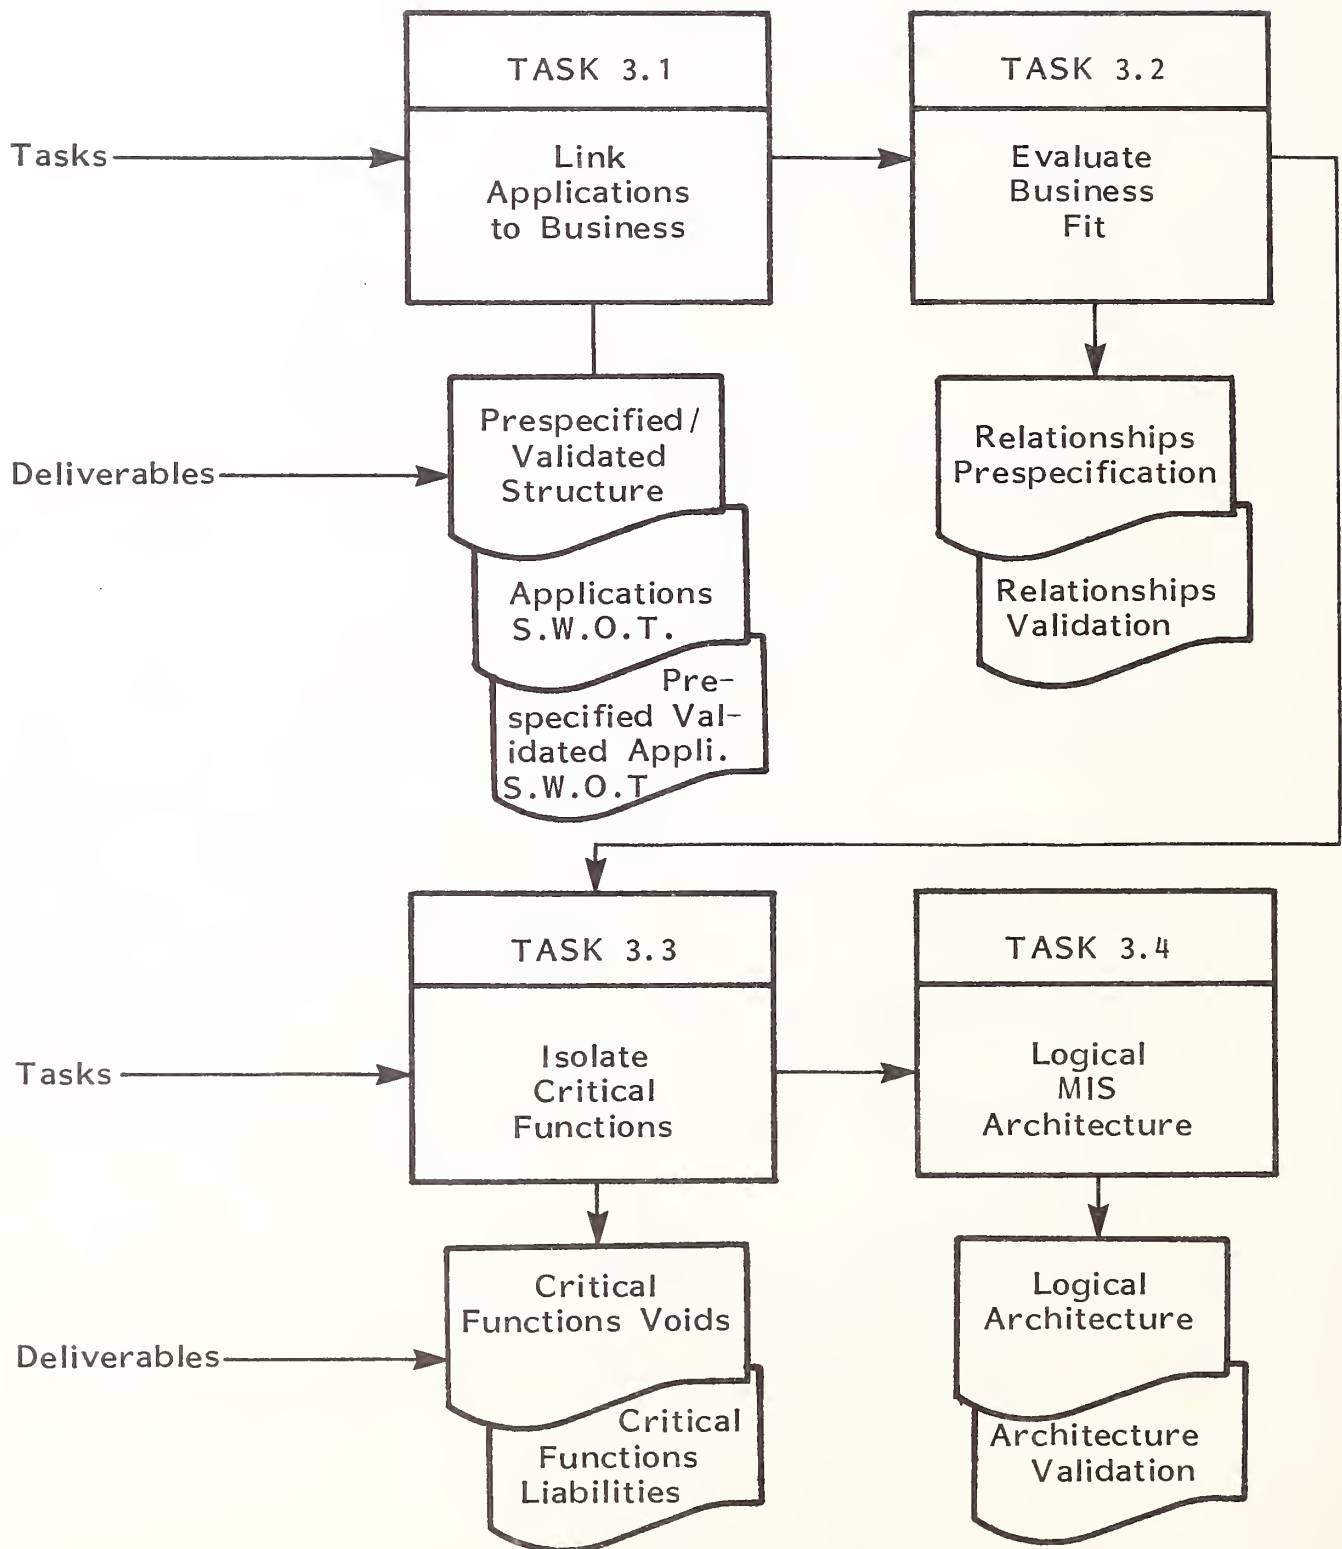 TASK 3.1
TASK 3.2
Tasks
Link
Applications
to Business
Evaluate
Business
Fit
Deliverables
Prespecified/
Validated
Structure
Applications
S.W.O.T.
Pre-
specified Val-
idated Appli.
S.W.O.T
Relationships
Prespecification
Relationships
Validation
TASK 3.3
TASK 3.4
Tasks
Isolate
Critical
Functions
Logical
MIS
Architecture
Deliverables
Critical
Functions Voids
Critical
Functions
Liabilities
Logical
Architecture
Architecture
Validation